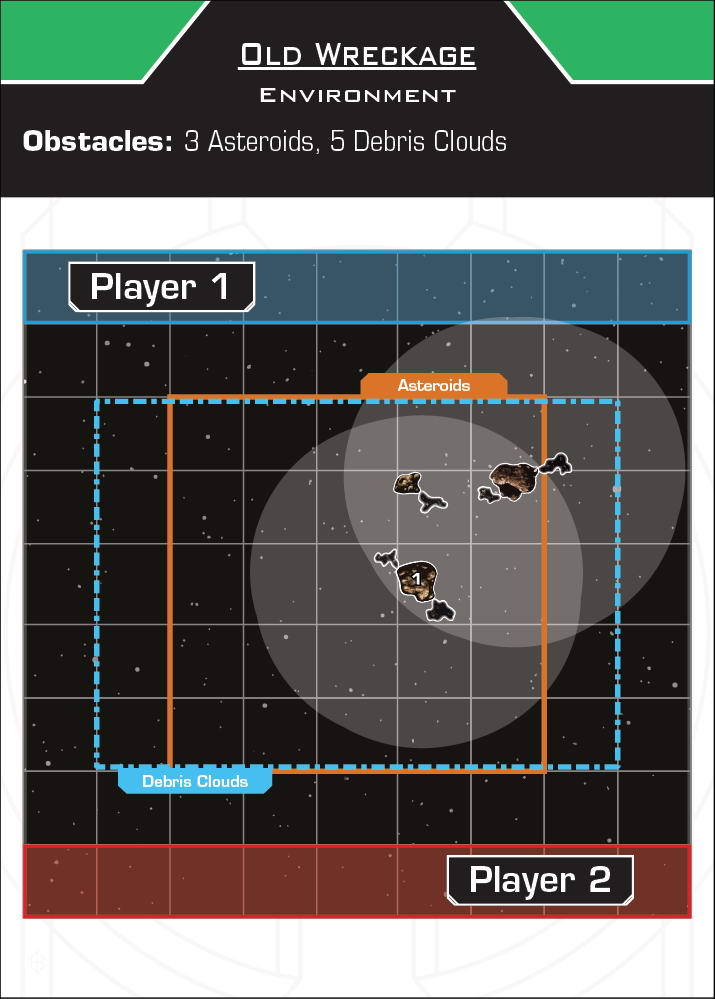 Old Wreckage
Environment
Obstacles: 3 Asteroids, 5 Debris Clouds
Player 1
Asteroids
1
Debris Clouds
Player 2